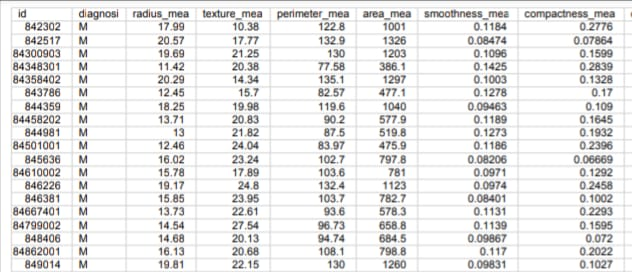 id diagnosi radius_mea texture_mea perimeter_mea area_mea smoothness_mea compactness_mea
842302 M 17.99 10.38 122.8 1001 0.1184 0.2776
842517 M 20.57 17.77 132.9 1326 0.08474 0.07864
84300903 M 19.69 21.25 130 1203 0.1096 0.1599
84348301 M 11.42 20.38 77.58 386.1 0.1425 0.2839
84358402 M 20.29 14.34 135.1 1297 0.1003 0.1328
843786 M 12.45 15.7 82.57 477.1 0.1278 0.17
844359 M 18.25 19.98 119.6 1040 0.09463 0.109
84458202 M 13.71 20.83 90.2 577.9 0.1189 0.1645
844981 M 13 21.82 87.5 519.8 0.1273 0.1932
84501001 M 12.46 24.04 83.97 475.9 0.1186 0.2396
845636 M 16.02 23.24 102.7 797.8 0.08206 0.06669
84610002 M 15.78 17.89 103.6 781 0.0971 0.1292
846226 M 19.17 24.8 132.4 1123 0.0974 0.2458
846381 M 15.85 23.95 103.7 782.7 0.08401 0.1002
84667401 M 13.73 22.61 93.6 578.3 0.1131 0.2293
84799002 M 14.54 27.54 96.73 658.8 0.1139 0.1595
848406 M 14.68 20.13 94.74 684.5 0.09867 0.072
84862001 M 16.13 20.68 108.1 798.8 0.117 0.2022
849014 M 19.81 22.15 130 1260 0.09831 0.1027